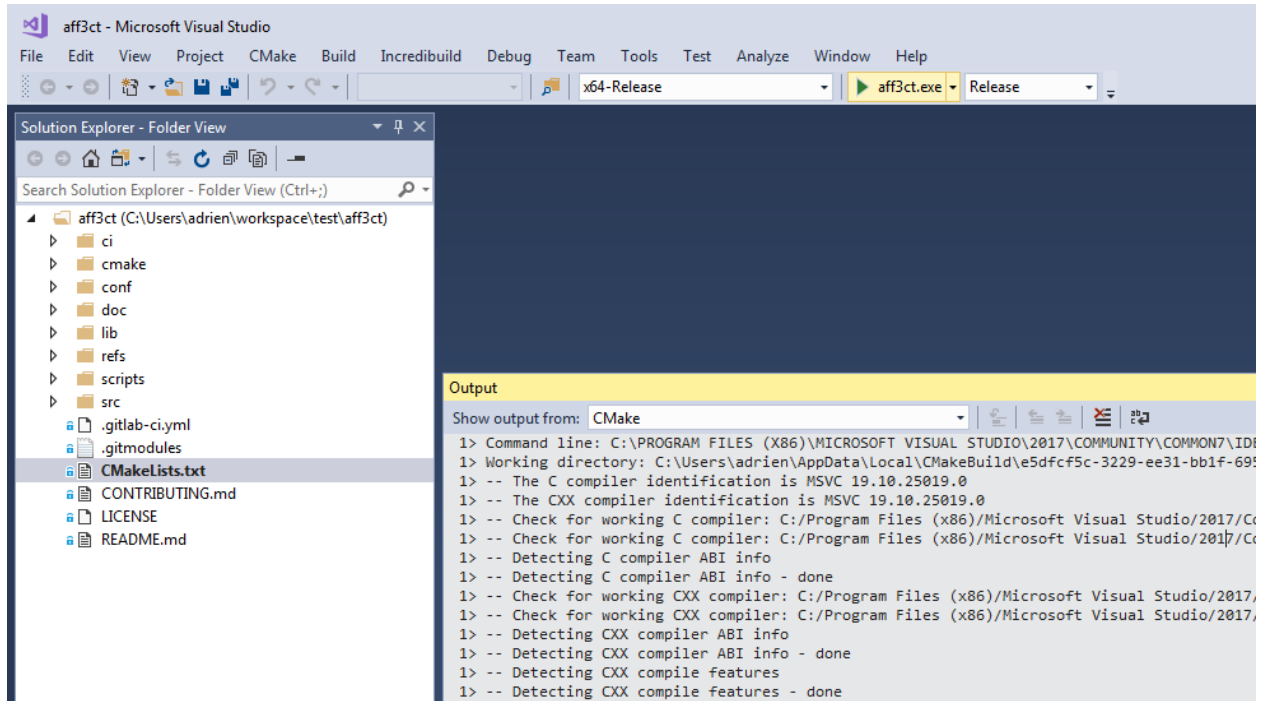 aff3ct - Microsoft Visual Studio
File Edit View Project CMake Build Incredibuild Debug Team Tools Test Analyze Window Help
x64-Release aff3ct.exe Release
Solution Explorer - Folder View
Search Solution Explorer - Folder View (Ctrl+;)
aff3ct (C:\Users\adrien\workspace\test\aff3ct)
ci
cmake
conf
doc
lib
refs
scripts
src
.gitlab-ci.yml
.gitmodules
CMakeLists.txt
CONTRIBUTING.md
LICENSE
README.md
Output
Show output from: CMake
1> Command line: C:\PROGRAM FILES (X86)\MICROSOFT VISUAL STUDIO\2017\COMMUNITY\COMMON7\IDE
1> Working directory: C:\Users\adrien\AppData\Local\CMakeBuild\e5dfcf5c-3229-ee31-bb1f-695
1> -- The C compiler identification is MSVC 19.10.25019.0
1> -- The CXX compiler identification is MSVC 19.10.25019.0
1> -- Check for working C compiler: C:/Program Files (x86)/Microsoft Visual Studio/2017/Co
1> -- Check for working C compiler: C:/Program Files (x86)/Microsoft Visual Studio/2017/Co
1> -- Detecting C compiler ABI info
1> -- Detecting C compiler ABI info - done
1> -- Check for working CXX compiler: C:/Program Files (x86)/Microsoft Visual Studio/2017/
1> -- Check for working CXX compiler: C:/Program Files (x86)/Microsoft Visual Studio/2017/
1> -- Detecting CXX compiler ABI info
1> -- Detecting CXX compiler ABI info - done
1> -- Detecting CXX compile features
1> -- Detecting CXX compile features - done